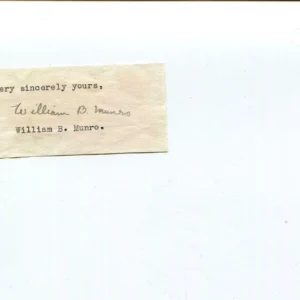 ery sincerely yours,
William B. Munro
William B. Munro.